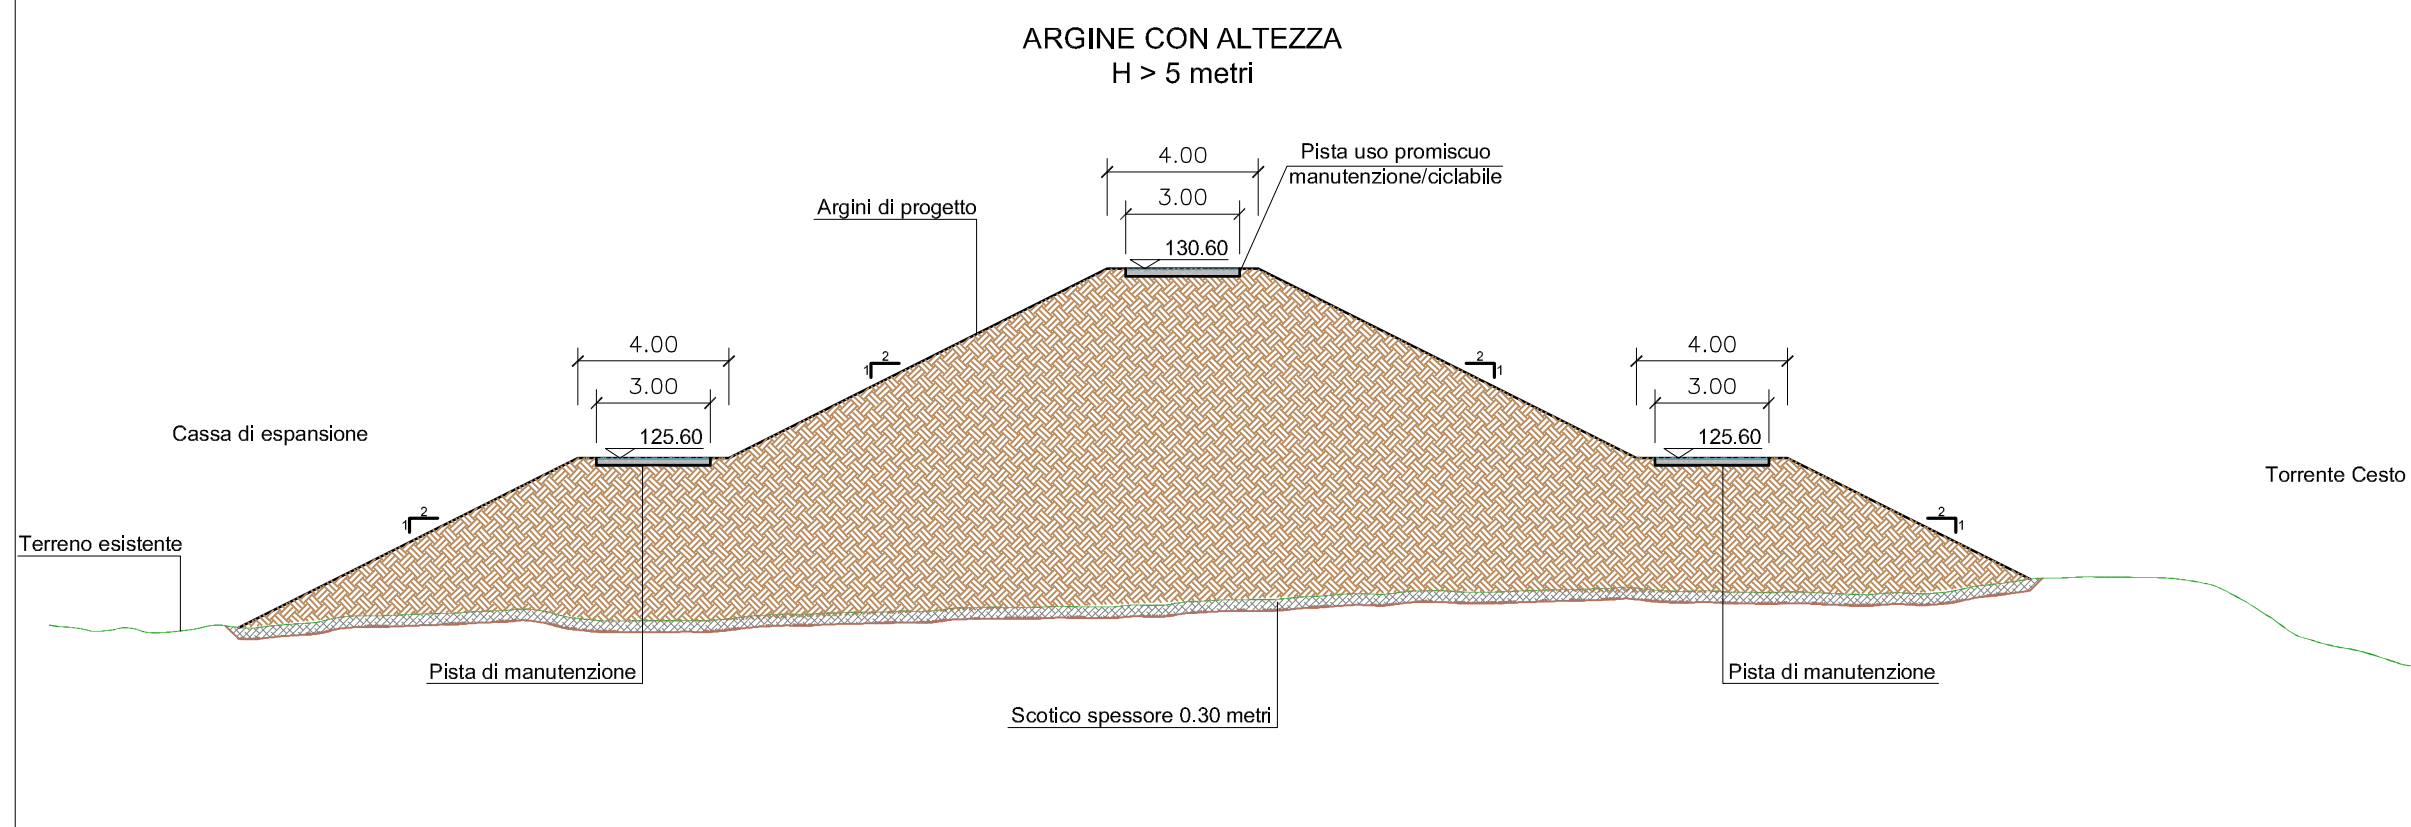 ARGINE CON ALTEZZA
H > 5 metri
4.00
Pista uso promiscuo
manutenzione/ciclabile
3.00
Argini di progetto
130.60
4.00
2
1
2
1
4.00
3.00
3.00
Cassa di espansione
125.60
125.60
Torrente Cesto
2
1
2
1
Terreno esistente
Pista di manutenzione
Pista di manutenzione
Scotico spessore 0.30 metri